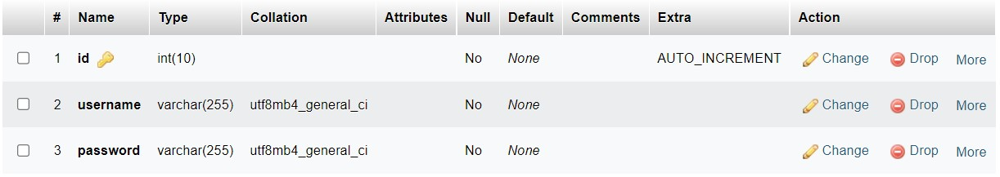 # Name Type Collation Attributes Null Default Comments Extra Action
1 id int(10) No None AUTO_INCREMENT Change Drop More
2 username varchar(255) utf8mb4_general_ci No None Change Drop More
3 password varchar(255) utf8mb4_general_ci No None Change Drop More